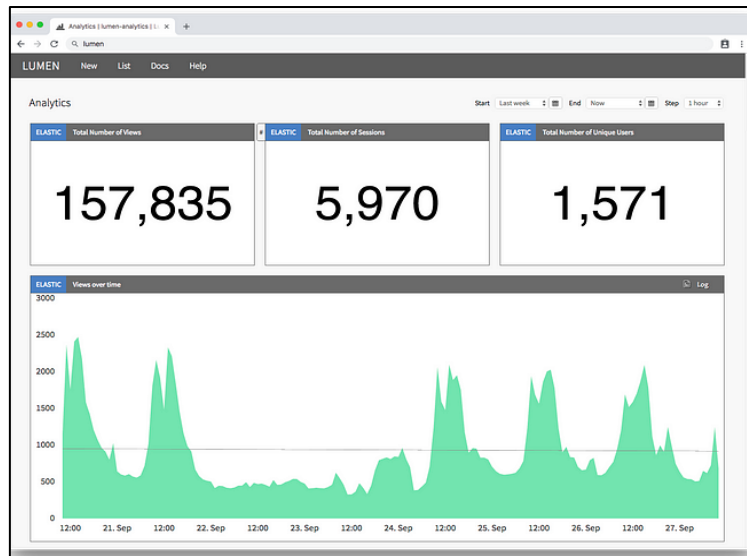 Analytics | lumen-analytics | L
lumen
LUMEN New List Docs Help
Analytics
Start Last week End Now Step 1 hour
ELASTIC Total Number of Views
157,835
ELASTIC Total Number of Sessions
5,970
ELASTIC Total Number of Unique Users
1,571
ELASTIC Views over time Log
3000
2500
2000
1500
1000
500
0
12:00 21. Sep 12:00 22. Sep 12:00 23. Sep 12:00 24. Sep 12:00 25. Sep 12:00 26. Sep 12:00 27. Sep